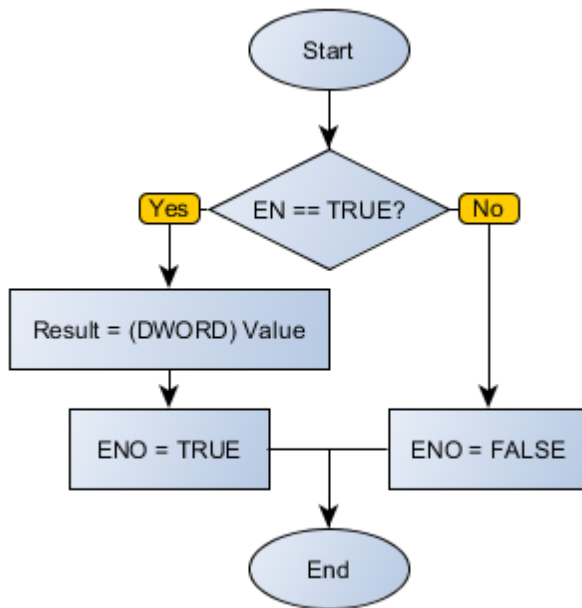 Start
EN == TRUE?
Yes
No
Result = (DWORD) Value
ENO = TRUE
ENO = FALSE
End